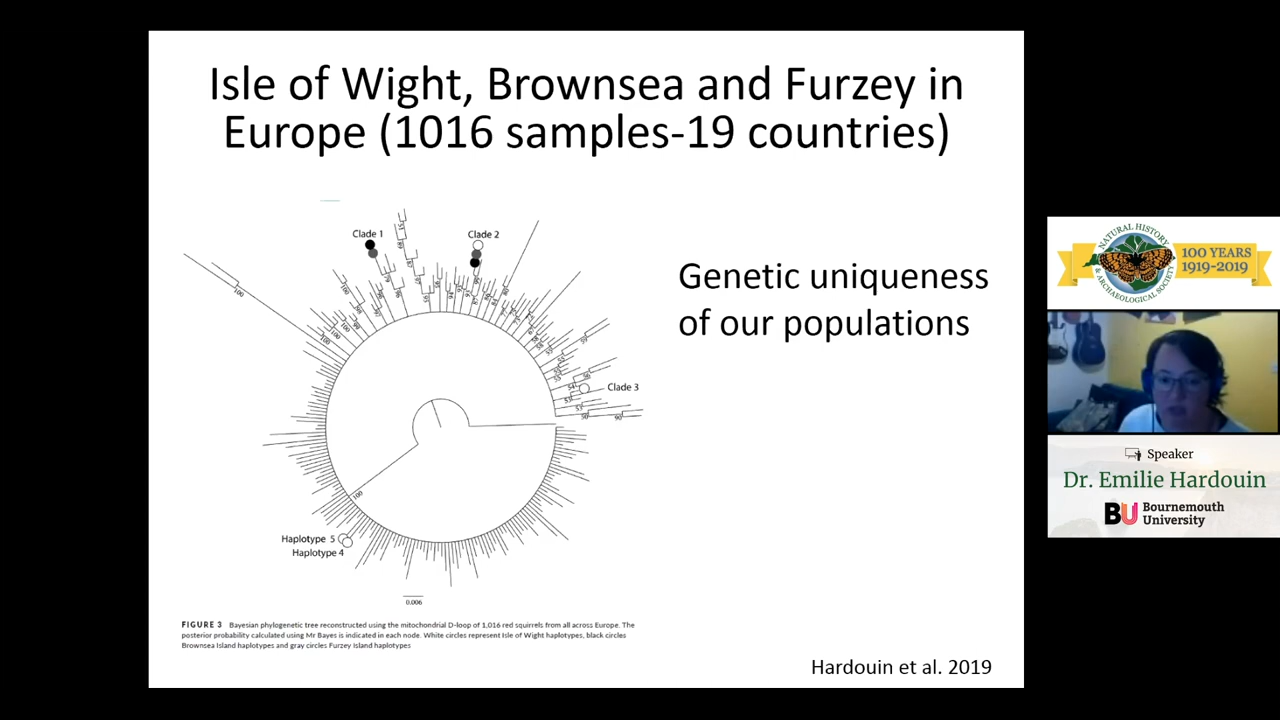 Isle of Wight, Brownsea and Furzey in
Europe (1016 samples-19 countries)
Clade 1
Clade 2
Clade 3
100
100
Haplotype 5
Haplotype 4
0.006
Genetic uniqueness
of our populations
FIGURE 3 Bayesian phylogenetic tree reconstructed using the mitochondrial D-loop of 1,016 red squirrels from all across Europe. The
posterior probability calculated using Mr Bayes is indicated in each node. White circles represent Isle of Wight haplotypes, black circles
Brownsea Island haplotypes and gray circles Furzey Island haplotypes
Hardouin et al. 2019
NATURAL HISTORY
& ARCHAEOLOGICAL SOCIETY
100 YEARS
1919-2019
Speaker
Dr. Emilie Hardouin
BU Bournemouth
University